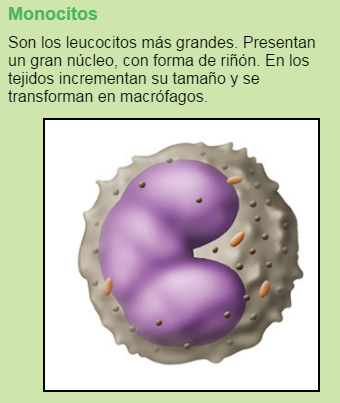 Monocitos
Son los leucocitos más grandes. Presentan
un gran núcleo, con forma de riñón. En los
tejidos incrementan su tamaño y se
transforman en macrófagos.